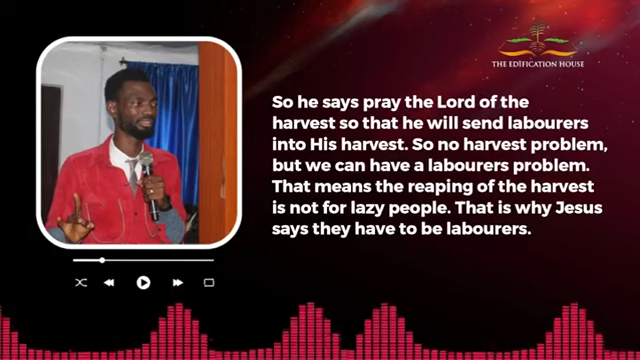 THE EDIFICATION HOUSE
So he says pray the Lord of the
harvest so that he will send labourers
into His harvest. So no harvest problem,
but we can have a labourers problem.
That means the reaping of the harvest
is not for lazy people. That is why Jesus
says they have to be labourers.